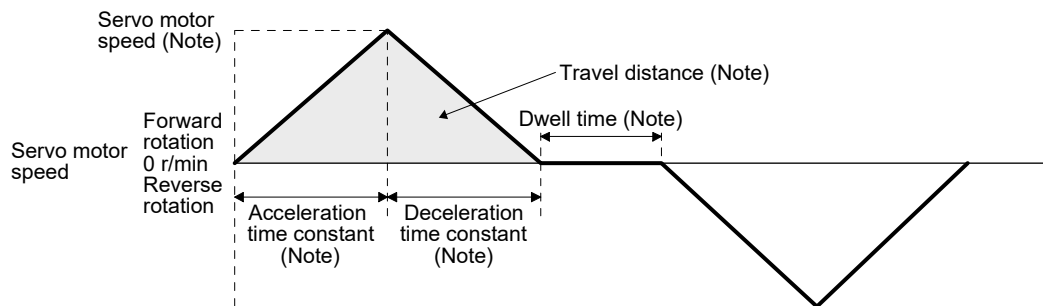 Servo motor
speed (Note)
Travel distance (Note)
Dwell time (Note)
Servo motor
speed
Forward
rotation
0 r/min
Reverse
rotation
Acceleration
time constant
(Note)
Deceleration
time constant
(Note)